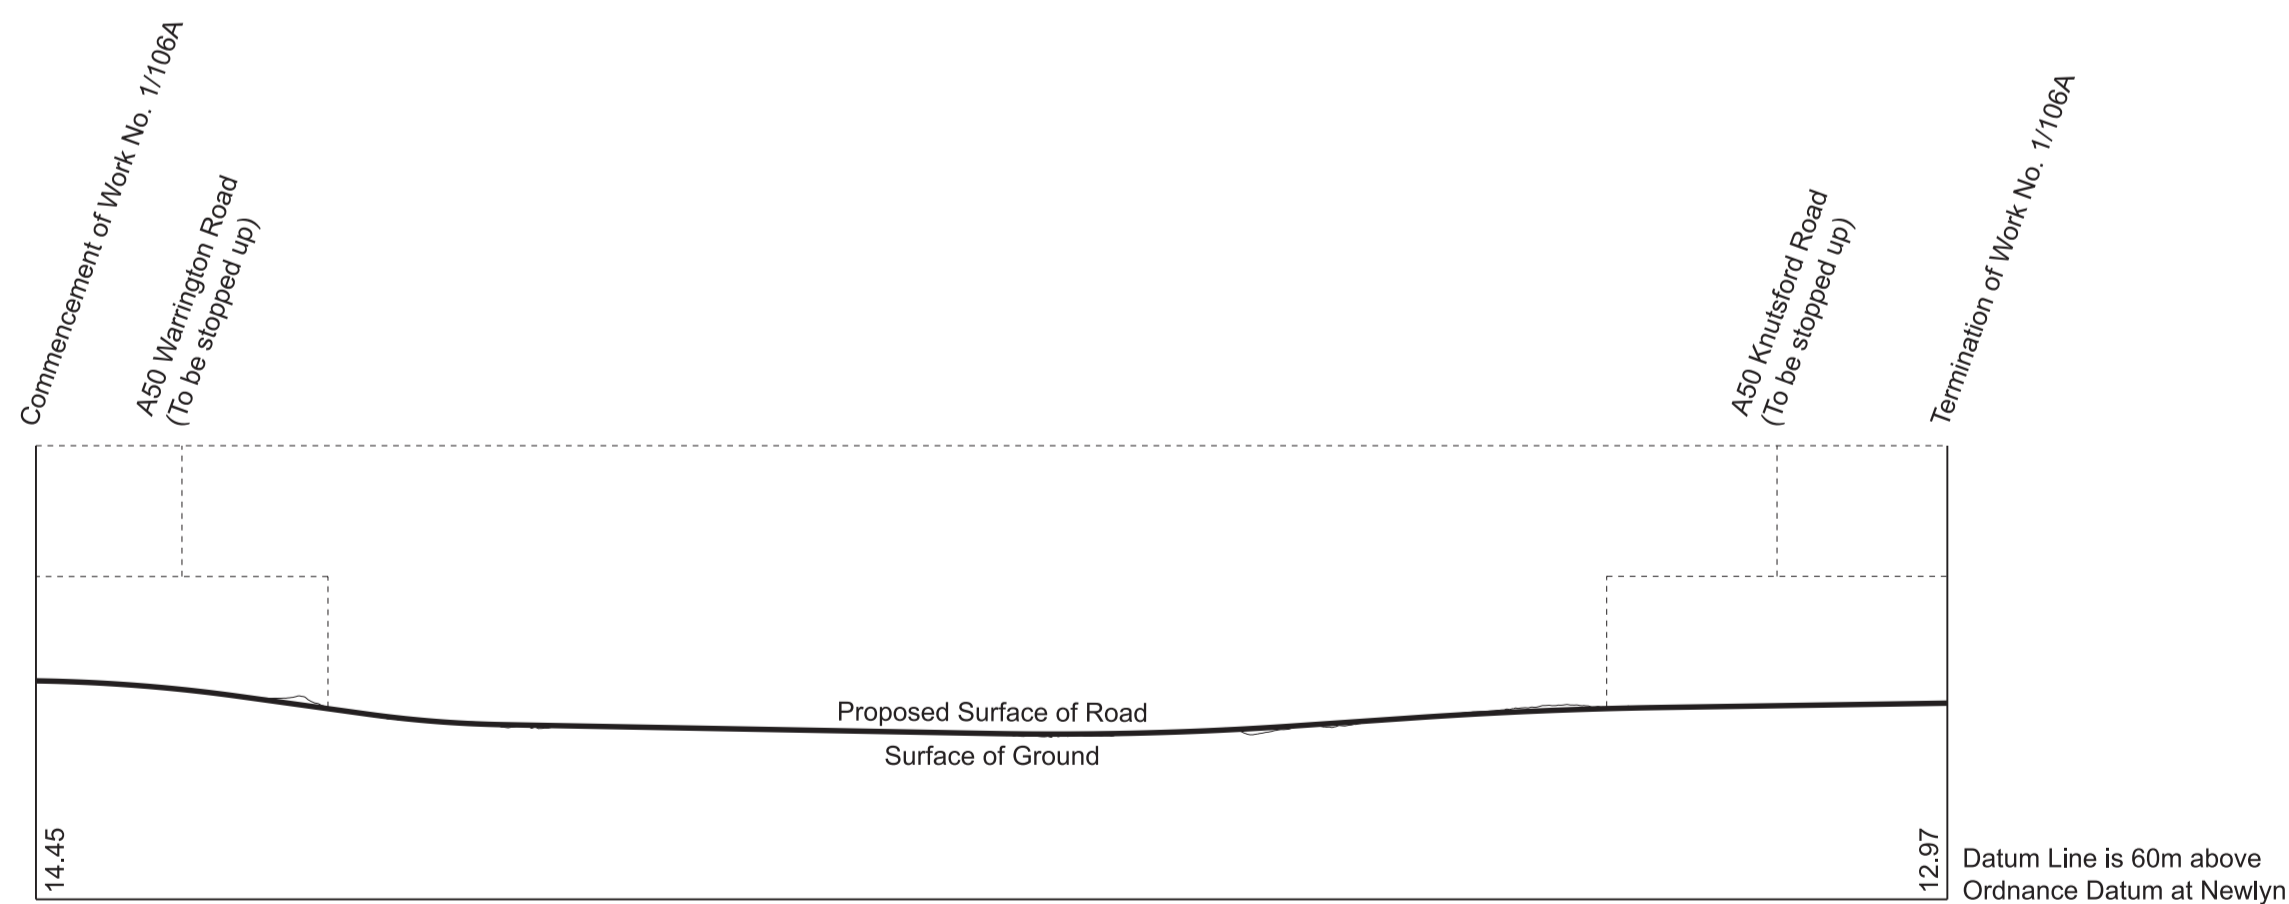 Commencement of Work No. 1/106A
A50 Warrington Road
(To be stopped up)
A50 Knutsford Road
(To be stopped up)
Termination of Work No. 1/106A
Proposed Surface of Road
Surface of Ground
14.45
12.97
Datum Line is 60m above
Ordnance Datum at Newlyn